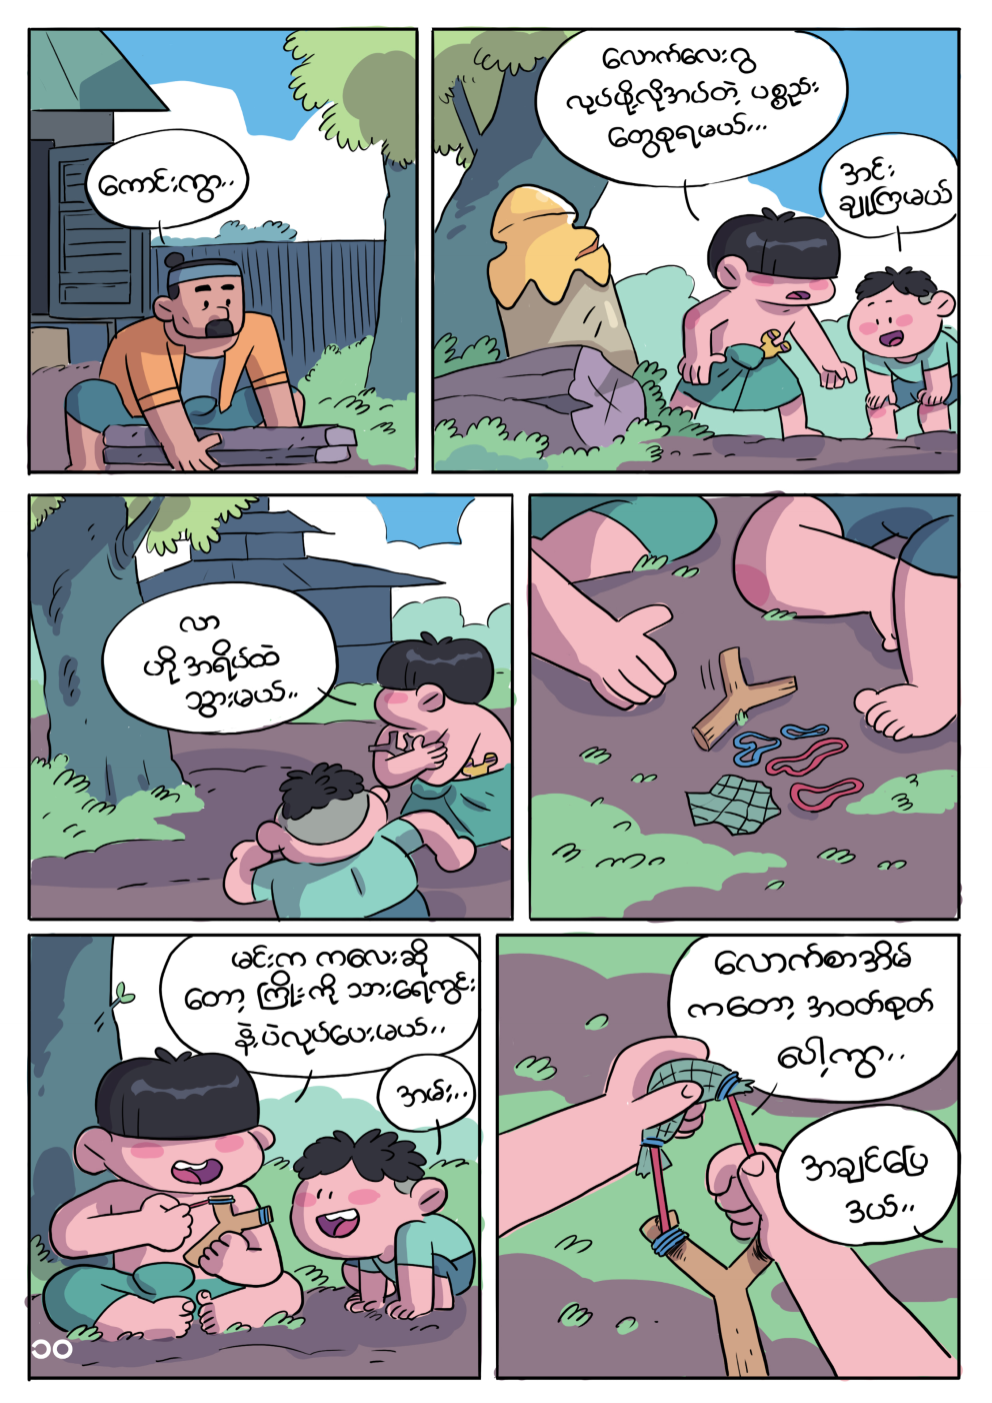 ကောင်းကွာ..
လောက်လေးဂွ
လုပ်ဖို့လိုအပ်တဲ့ ပစ္စည်း
တွေစုရမယ်...
အင်း
ချုကြမယ်
လာ
ဟို အရိပ်ထဲ
သွားမယ်..
မင်းက ကလေးဆို
တော့ ကြိုးကို သားရေကွင်း
နဲ့ပဲလုပ်ပေးမယ်..
အမ်း..
လောက်စာအိမ်
ကတော့ အဝတ်စုတ်
ပေါ့ကွာ..
အချင်ပြေ
ဒယ်..
၁၀